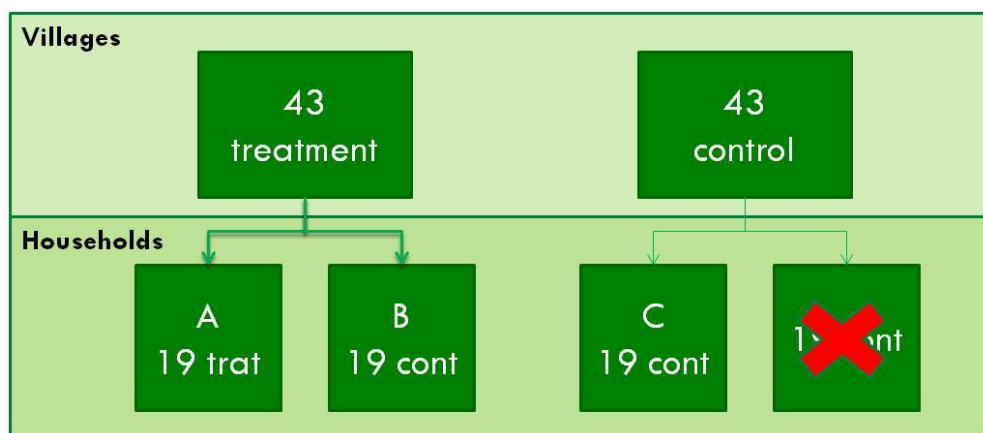 Villages
43
treatment
43
control
Households
A
19 trat
B
19 cont
C
19 cont